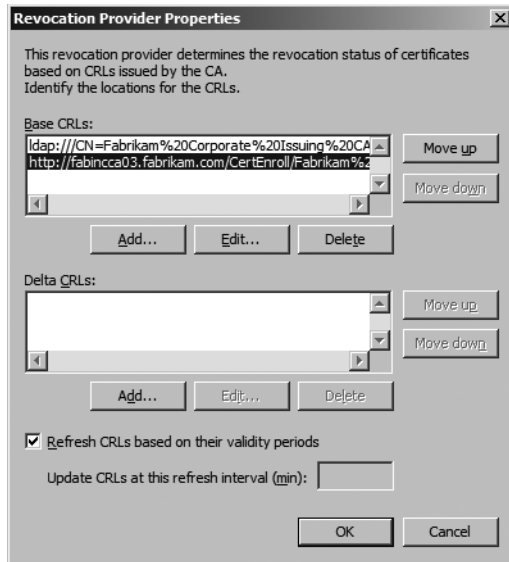 Revocation Provider Properties
This revocation provider determines the revocation status of certificates
based on CRLs issued by the CA.
Identify the locations for the CRLs.
Base CRLs:
ldap:///CN=Fabrikam%20Corporate%20Issuing%20CA
http://fabincca03.fabrikam.com/CertEnroll/Fabrikam%2
Move up
Move down
Add...
Edit...
Delete
Delta CRLs:
Move up
Move down
Add...
Edit...
Delete
Refresh CRLs based on their validity periods
Update CRLs at this refresh interval (min):
OK
Cancel